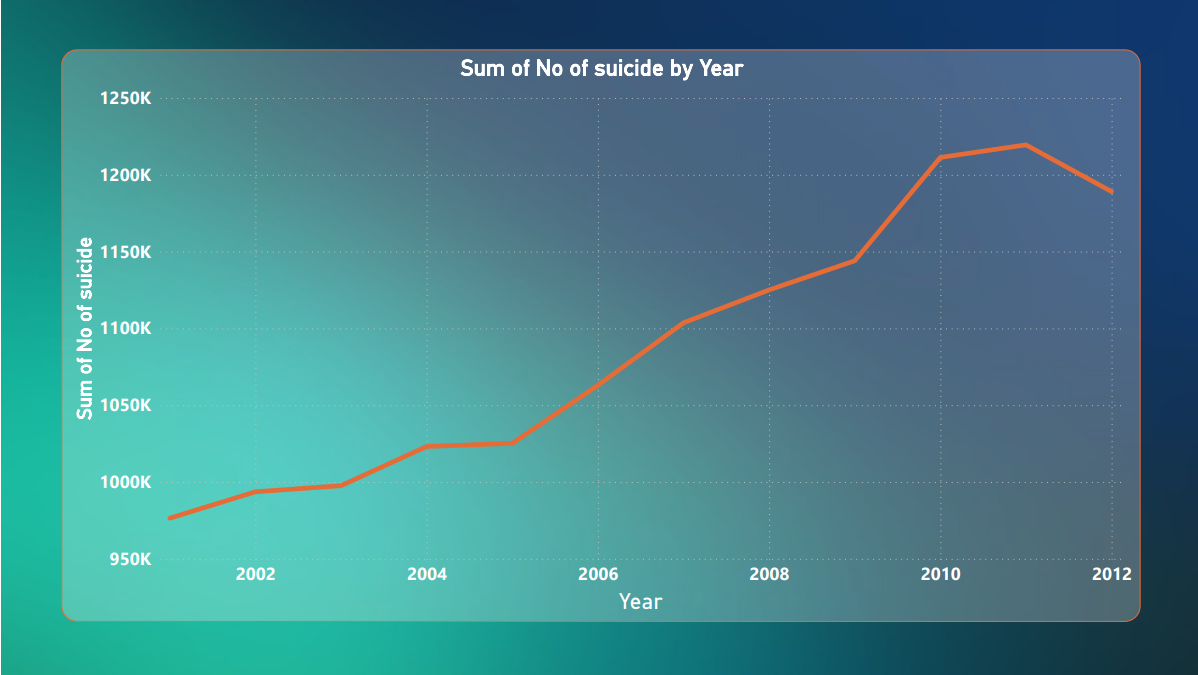 Sum of No of suicide by Year
1250K
1200K
1150K
1100K
1050K
1000K
950K
Sum of No of suicide
2002 2004 2006 2008 2010 2012
Year